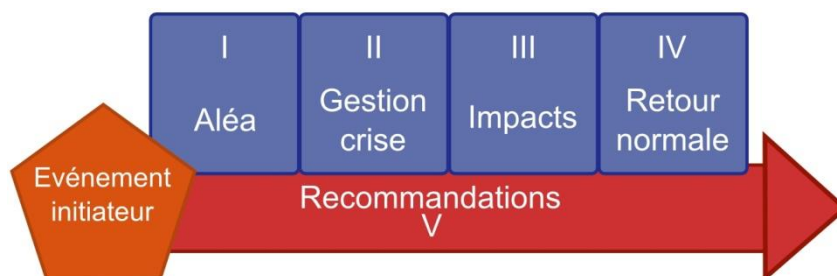 I
Aléa
II
Gestion
crise
III
Impacts
IV
Retour
normale
Evénement
initiateur
Recommandations
V